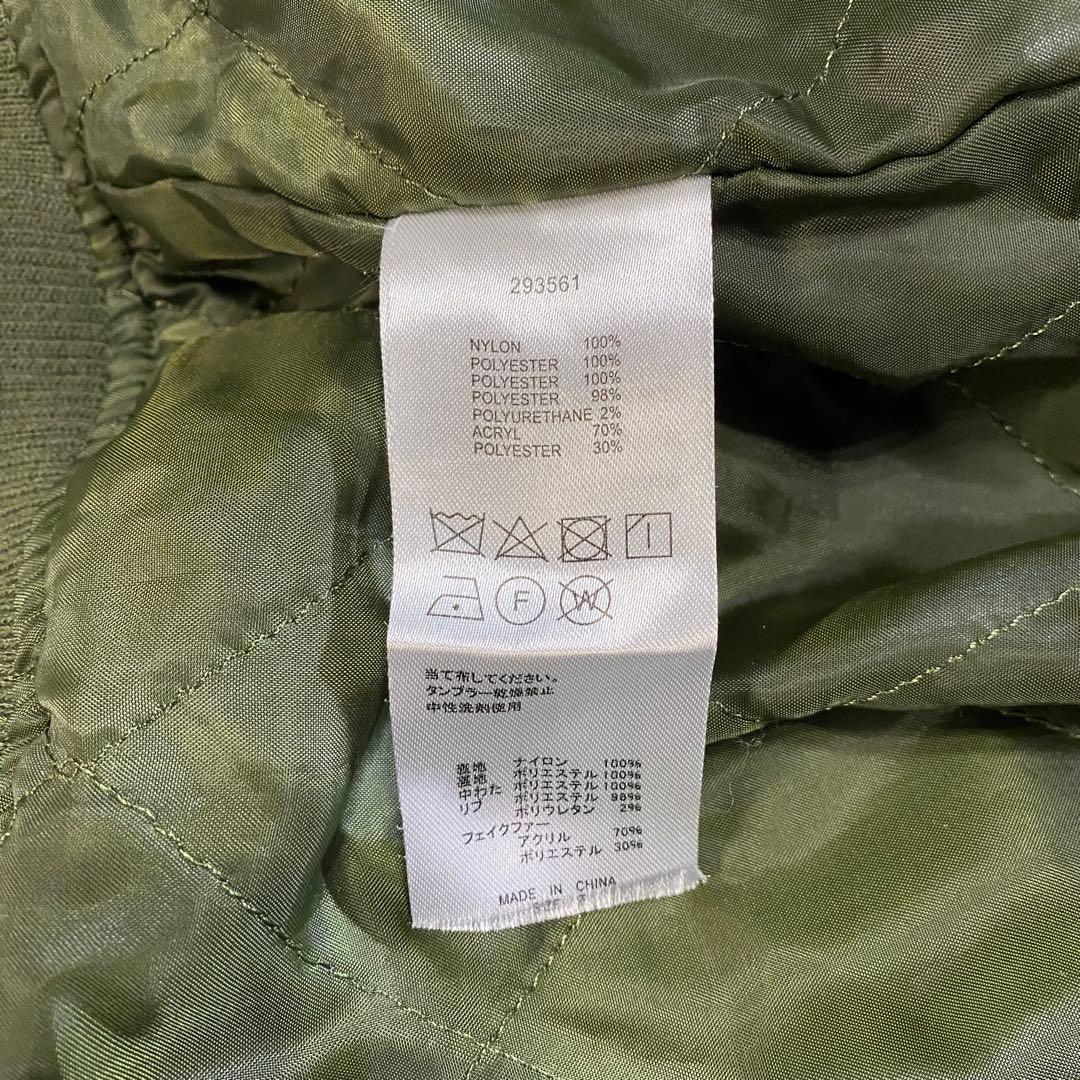 293561
NYLON 100%
POLYESTER 100%
POLYESTER 100%
POLYESTER 98%
POLYURETHANE 2%
ACRYL 70%
POLYESTER 30%
F
W
当て布してください。
タンブラー乾燥禁止
中性洗剤使用
表地 ナイロン 100%
裏地 ポリエステル 100%
中わた ポリエステル 100%
リブ ポリエステル 98%
ポリウレタン 2%
フェイクファー
アクリル 70%
ポリエステル 30%
MADE IN CHINA